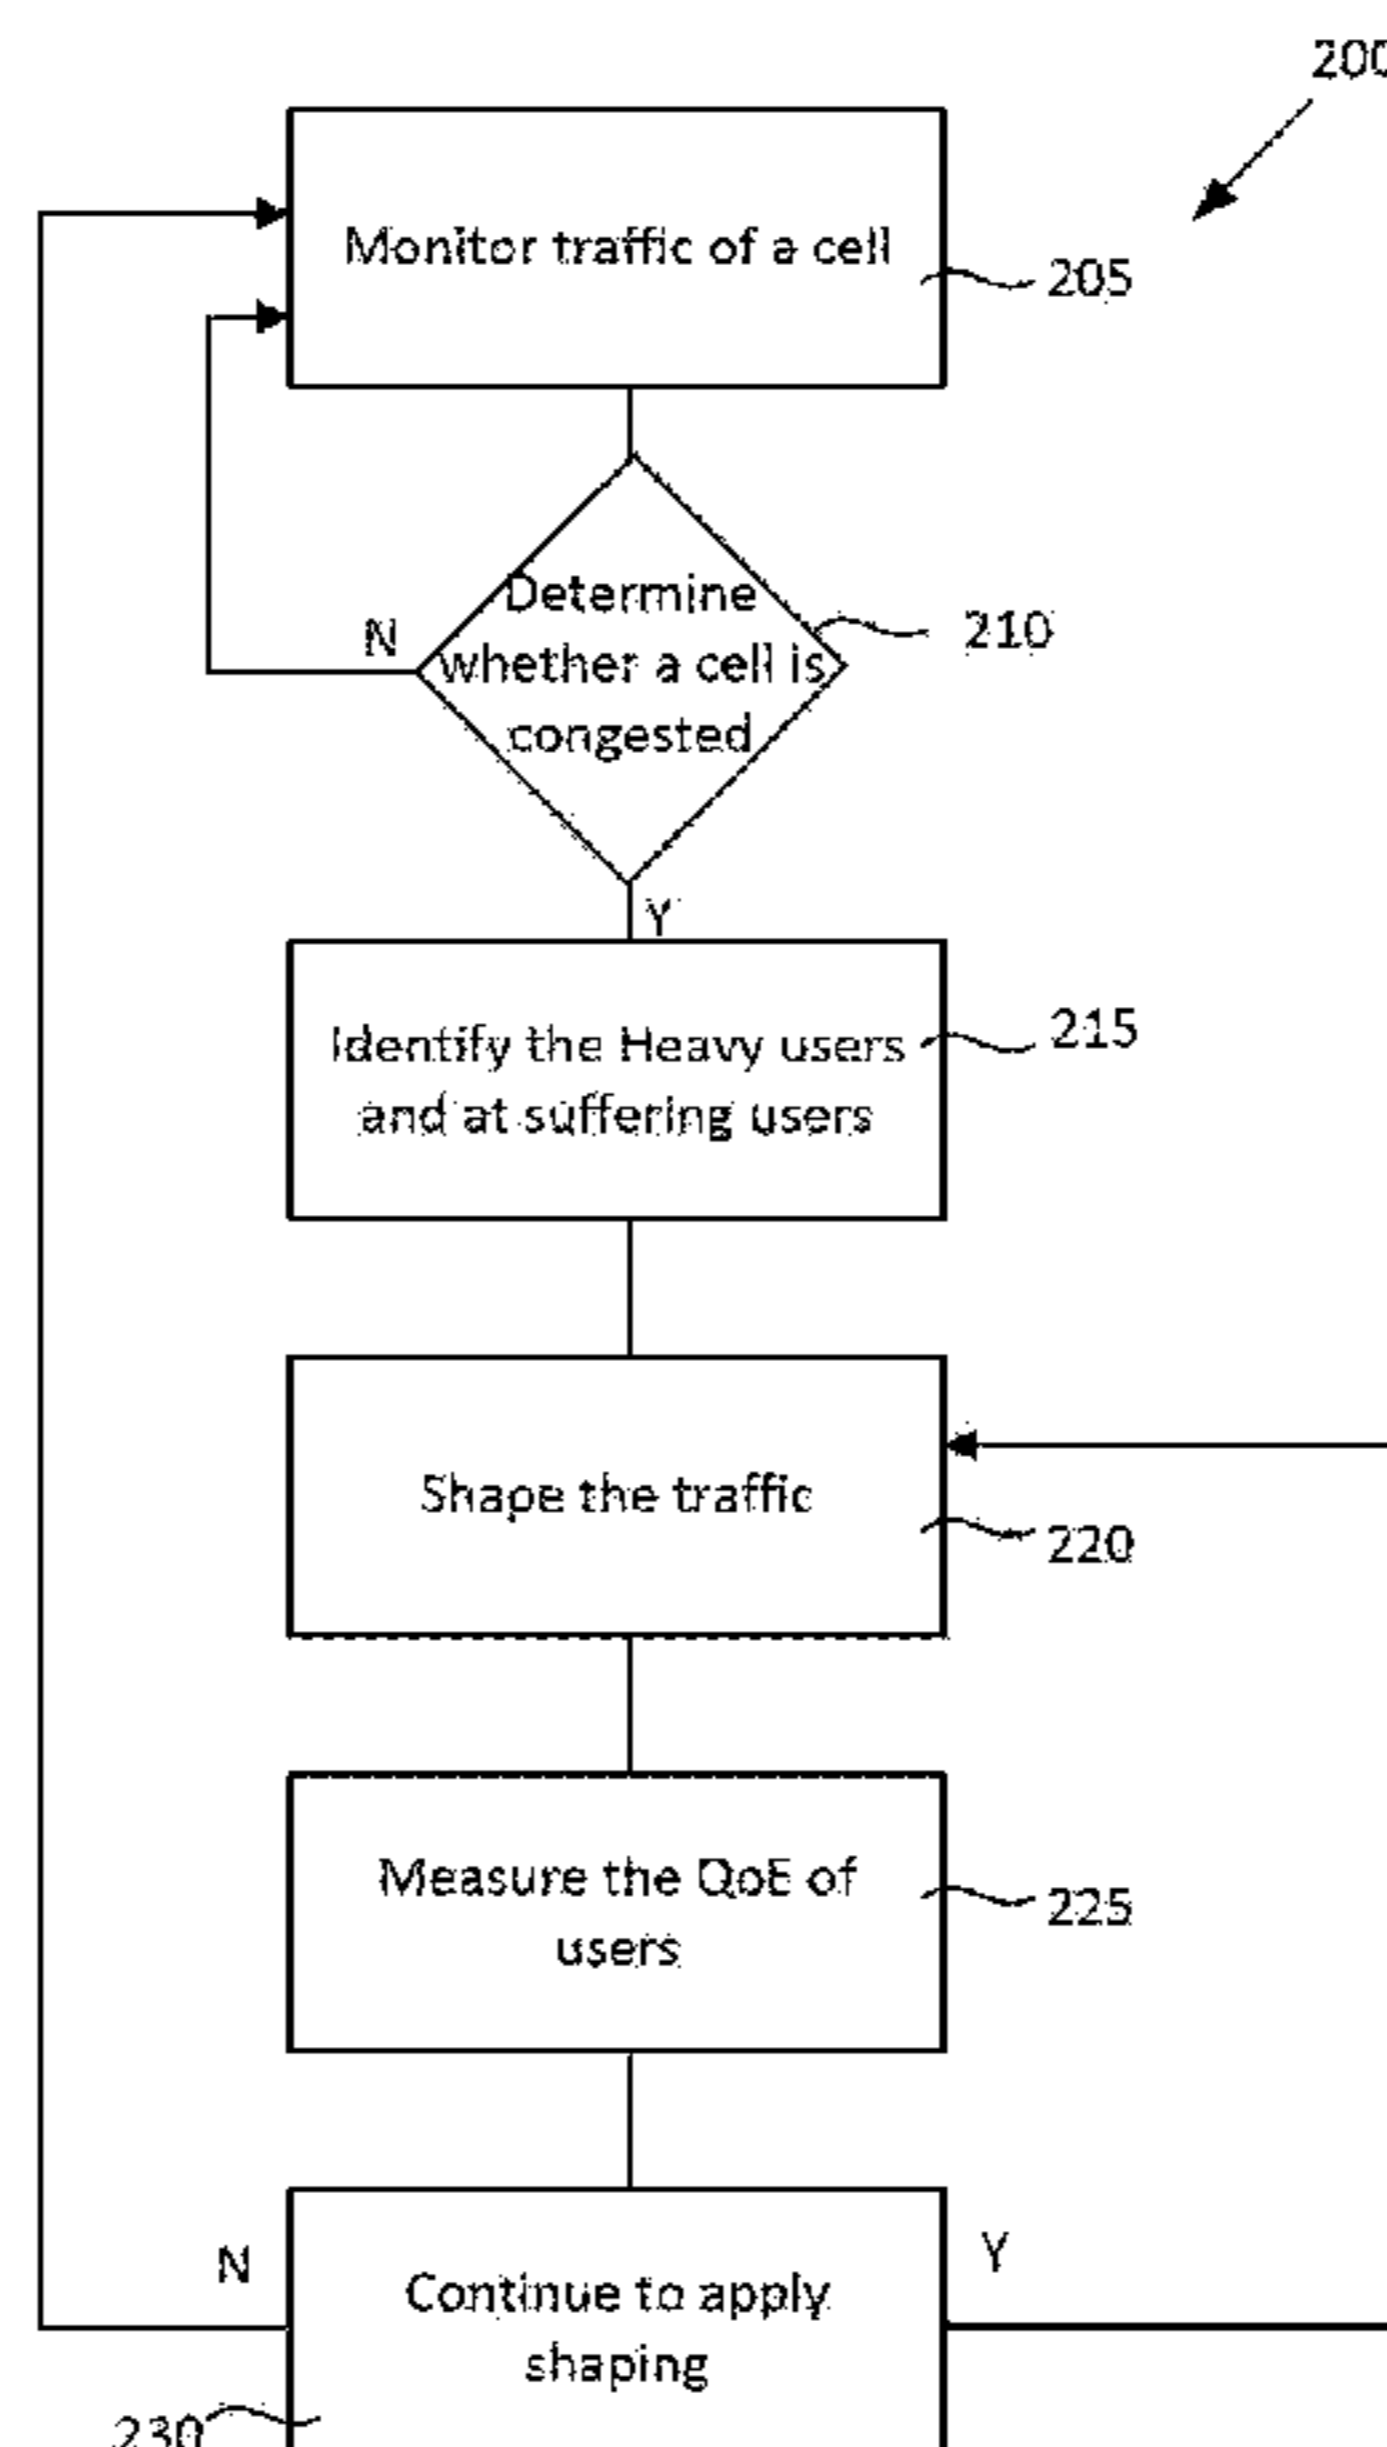 200
Monitor traffic of a cell
205
Determine
whether a cell is
congested
210
N
Y
Identify the Heavy users
and at suffering users
215
Shape the traffic
220
Measure the QoE of
users
225
N
Y
Continue to apply
shaping
230